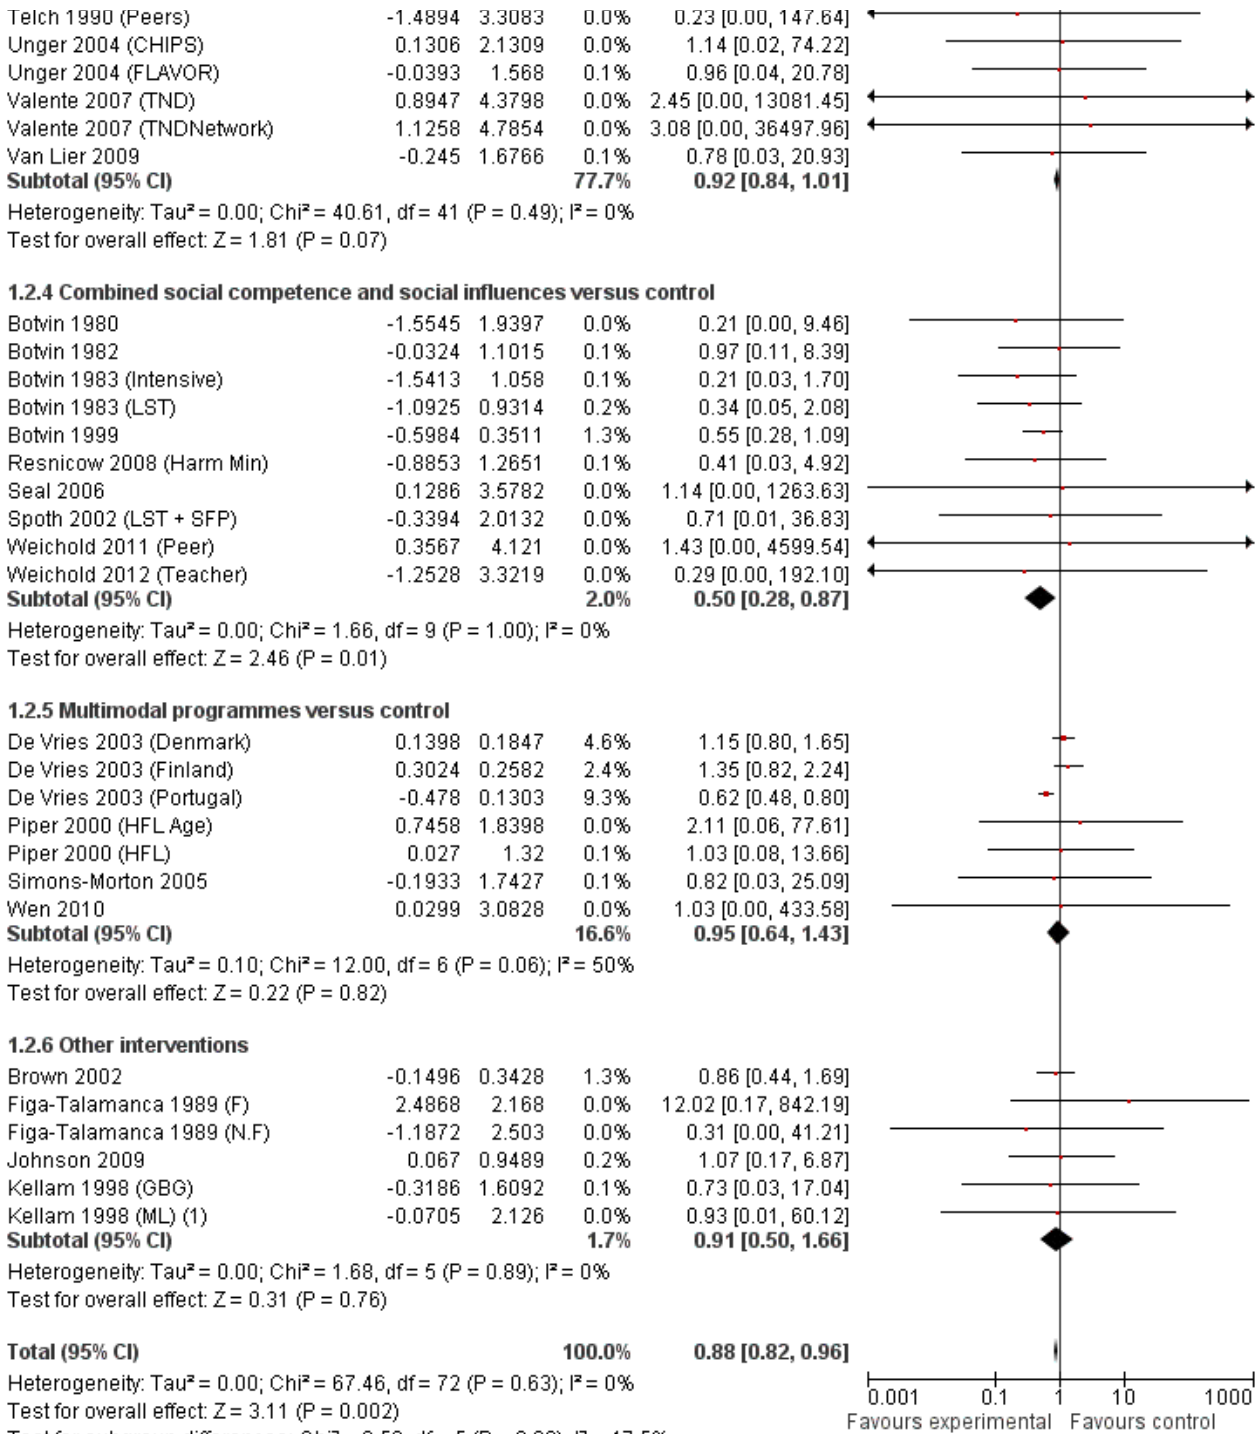 Telch 1990 (Peers) -1.4894 3.3083 0.0% 0.23 [0.00, 147.64]
Unger 2004 (CHIPS) 0.1306 2.1309 0.0% 1.14 [0.02, 74.22]
Unger 2004 (FLAVOR) -0.0393 1.568 0.1% 0.96 [0.04, 20.78]
Valente 2007 (TND) 0.8947 4.3798 0.0% 2.45 [0.00, 13081.45]
Valente 2007 (TNDNetwork) 1.1258 4.7854 0.0% 3.08 [0.00, 36497.96]
Van Lier 2009 -0.245 1.6766 0.1% 0.78 [0.03, 20.93]
Subtotal (95% CI) 77.7% 0.92 [0.84, 1.01]
Heterogeneity: Tau² = 0.00; Chi² = 40.61, df = 41 (P = 0.49); I² = 0%
Test for overall effect: Z = 1.81 (P = 0.07)
1.2.4 Combined social competence and social influences versus control
Botvin 1980 -1.5545 1.9397 0.0% 0.21 [0.00, 9.46]
Botvin 1982 -0.0324 1.1015 0.1% 0.97 [0.11, 8.39]
Botvin 1983 (Intensive) -1.5413 1.058 0.1% 0.21 [0.03, 1.70]
Botvin 1983 (LST) -1.0925 0.9314 0.2% 0.34 [0.05, 2.08]
Botvin 1999 -0.5984 0.3511 1.3% 0.55 [0.28, 1.09]
Resnicow 2008 (Harm Min) -0.8853 1.2651 0.1% 0.41 [0.03, 4.92]
Seal 2006 0.1286 3.5782 0.0% 1.14 [0.00, 1263.63]
Spoth 2002 (LST + SFP) -0.3394 2.0132 0.0% 0.71 [0.01, 36.83]
Weichold 2011 (Peer) 0.3567 4.121 0.0% 1.43 [0.00, 4599.54]
Weichold 2012 (Teacher) -1.2528 3.3219 0.0% 0.29 [0.00, 192.10]
Subtotal (95% CI) 2.0% 0.50 [0.28, 0.87]
Heterogeneity: Tau² = 0.00; Chi² = 1.66, df = 9 (P = 1.00); I² = 0%
Test for overall effect: Z = 2.46 (P = 0.01)
1.2.5 Multimodal programmes versus control
De Vries 2003 (Denmark) 0.1398 0.1847 4.6% 1.15 [0.80, 1.65]
De Vries 2003 (Finland) 0.3024 0.2582 2.4% 1.35 [0.82, 2.24]
De Vries 2003 (Portugal) -0.478 0.1303 9.3% 0.62 [0.48, 0.80]
Piper 2000 (HFL Age) 0.7458 1.8398 0.0% 2.11 [0.06, 77.61]
Piper 2000 (HFL) 0.027 1.32 0.1% 1.03 [0.08, 13.66]
Simons-Morton 2005 -0.1933 1.7427 0.1% 0.82 [0.03, 25.09]
Wen 2010 0.0299 3.0828 0.0% 1.03 [0.00, 433.58]
Subtotal (95% CI) 16.6% 0.95 [0.64, 1.43]
Heterogeneity: Tau² = 0.10; Chi² = 12.00, df = 6 (P = 0.06); I² = 50%
Test for overall effect: Z = 0.22 (P = 0.82)
1.2.6 Other interventions
Brown 2002 -0.1496 0.3428 1.3% 0.86 [0.44, 1.69]
Figa-Talamanca 1989 (F) 2.4868 2.168 0.0% 12.02 [0.17, 842.19]
Figa-Talamanca 1989 (N.F) -1.1872 2.503 0.0% 0.31 [0.00, 41.21]
Johnson 2009 0.067 0.9489 0.2% 1.07 [0.17, 6.87]
Kellam 1998 (GBG) -0.3186 1.6092 0.1% 0.73 [0.03, 17.04]
Kellam 1998 (ML) (1) -0.0705 2.126 0.0% 0.93 [0.01, 60.12]
Subtotal (95% CI) 1.7% 0.91 [0.50, 1.66]
Heterogeneity: Tau² = 0.00; Chi² = 1.68, df = 5 (P = 0.89); I² = 0%
Test for overall effect: Z = 0.31 (P = 0.76)
Total (95% CI) 100.0% 0.88 [0.82, 0.96]
Heterogeneity: Tau² = 0.00; Chi² = 67.46, df = 72 (P = 0.63); I² = 0%
Test for overall effect: Z = 3.11 (P = 0.002)
0.001 0.1 1 10 1000
Favours experimental Favours control